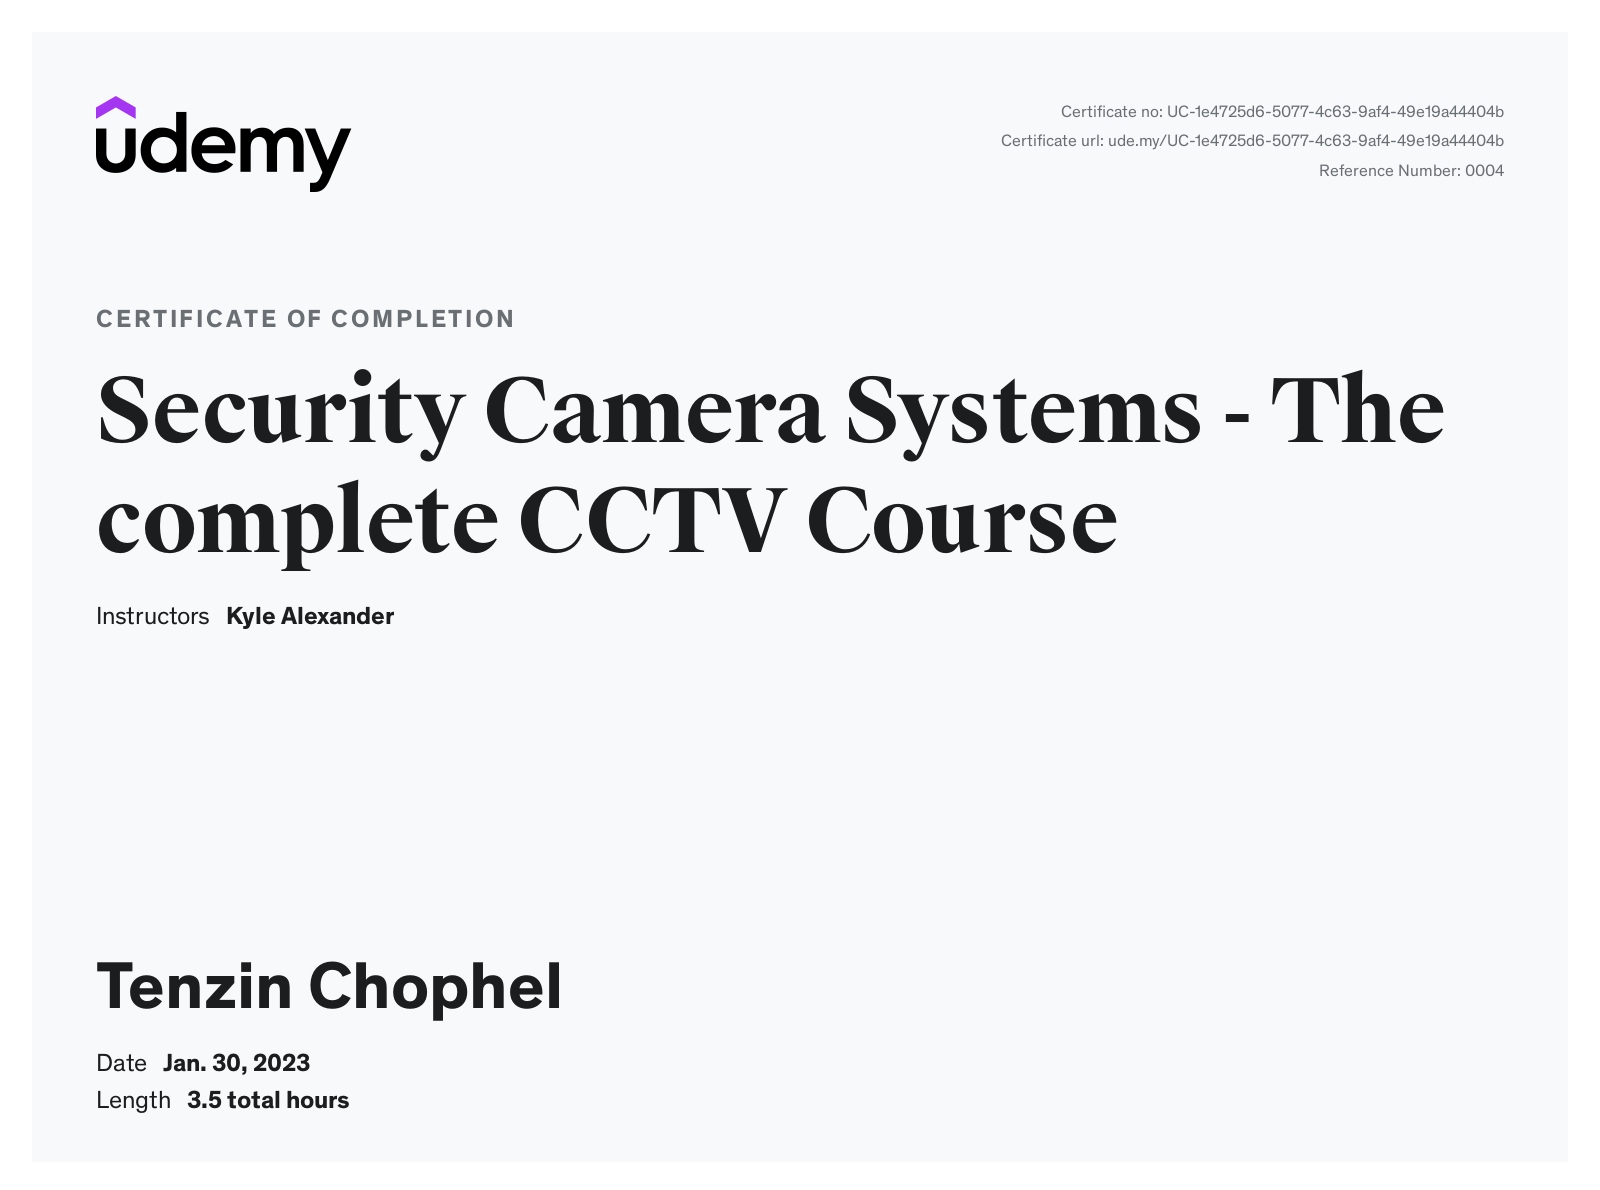 udemy
Certificate no: UC-1e4725d6-5077-4c63-9af4-49e19a44404b
Certificate url: ude.my/UC-1e4725d6-5077-4c63-9af4-49e19a44404b
Reference Number: 0004
CERTIFICATE OF COMPLETION
Security Camera Systems - The
complete CCTV Course
Instructors Kyle Alexander
Tenzin Chophel
Date Jan. 30, 2023
Length 3.5 total hours